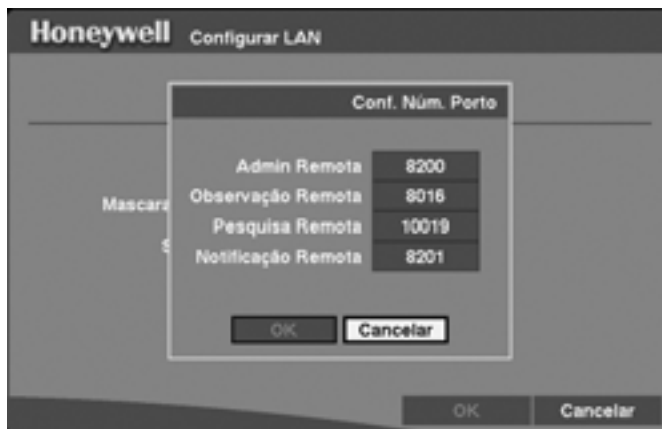 Honeywell Configurar LAN
Conf. Núm. Porto
Admin Remota 8200
Observação Remota 8016
Mascara
Pesquisa Remota 10019
S
Notificação Remota 8201
OK Cancelar
OK Cancelar